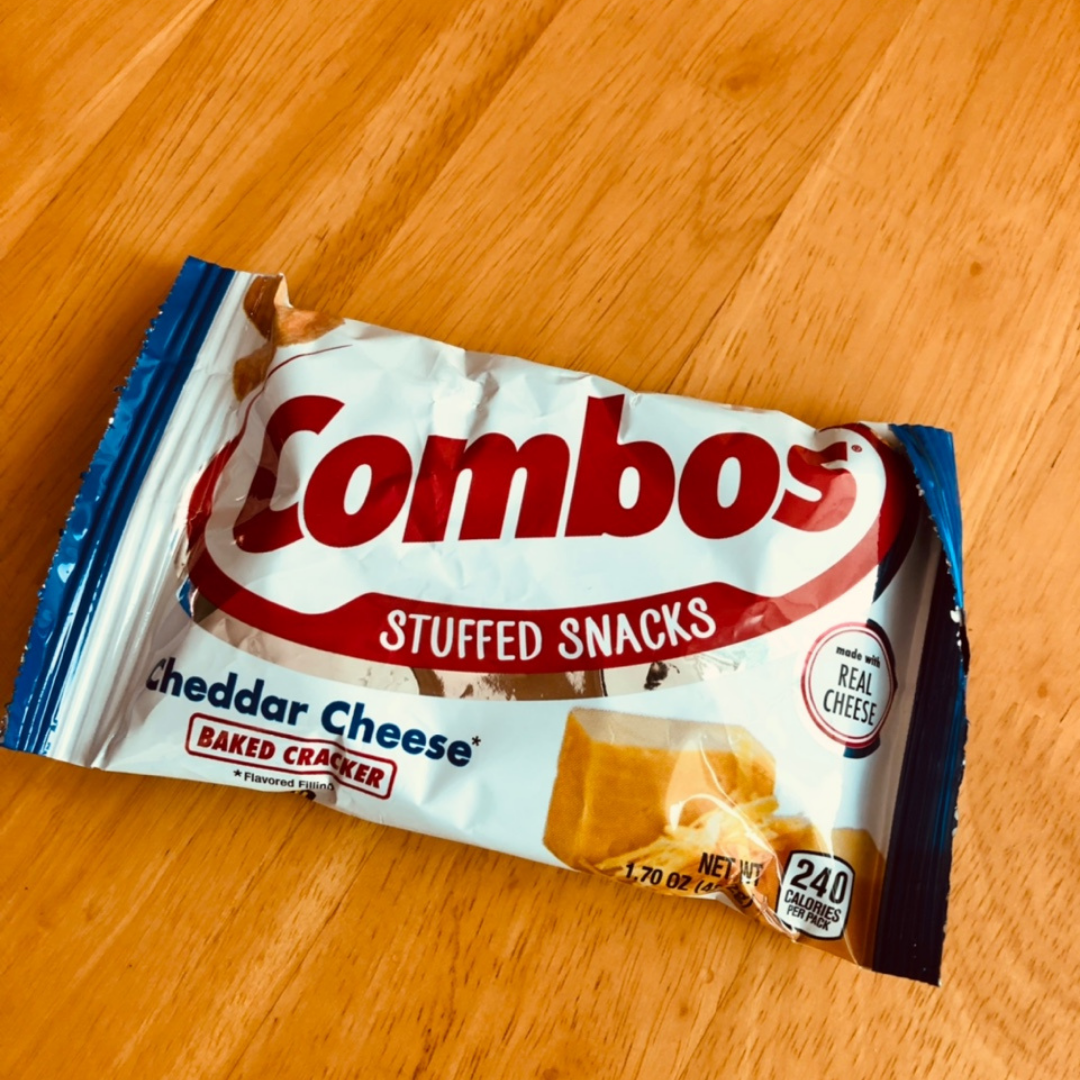 Combos®
STUFFED SNACKS
made with
REAL
CHEESE
Cheddar Cheese*
BAKED CRACKER
*Flavored Filling
NET WT
1.70 OZ
240
CALORIES
PER PACK